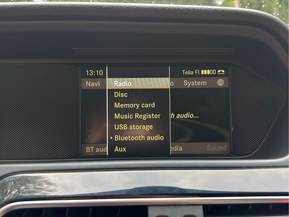 13:10 Telia FI
Navi Radio System
Disc
Memory card
Music Register
USB storage
• Bluetooth audio
audio...
Aux
BT aud edia Sound